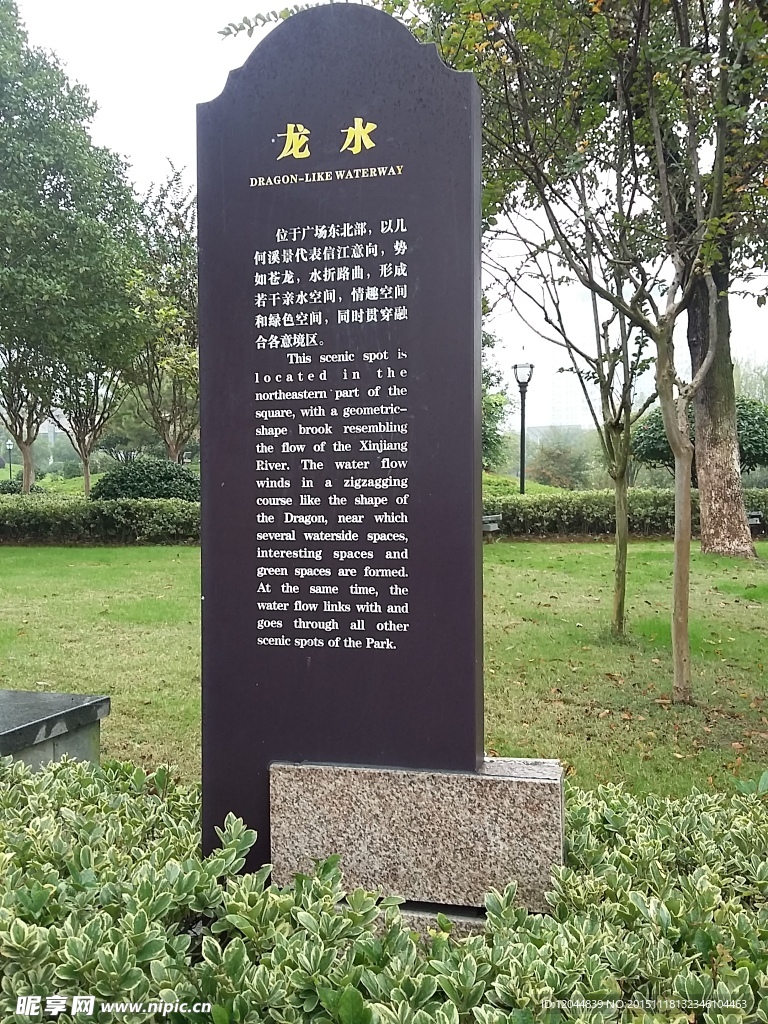 龙 水
DRAGON-LIKE WATERWAY
位于广场东北部，以几
何溪景代表信江意向，势
如苍龙，水折路曲，形成
若干亲水空间，情趣空间
和绿色空间，同时贯穿融
合各意境区。
This scenic spot is
located in the
northeastern part of the
square, with a geometric-
shape brook resembling
the flow of the Xinjiang
River. The water flow
winds in a zigzagging
course like the shape of
the Dragon, near which
several waterside spaces,
interesting spaces and
green spaces are formed.
At the same time, the
water flow links with and
goes through all other
scenic spots of the Park.
昵享网 www.nipic.cn
ID:12044839 NO:20151118132346104463